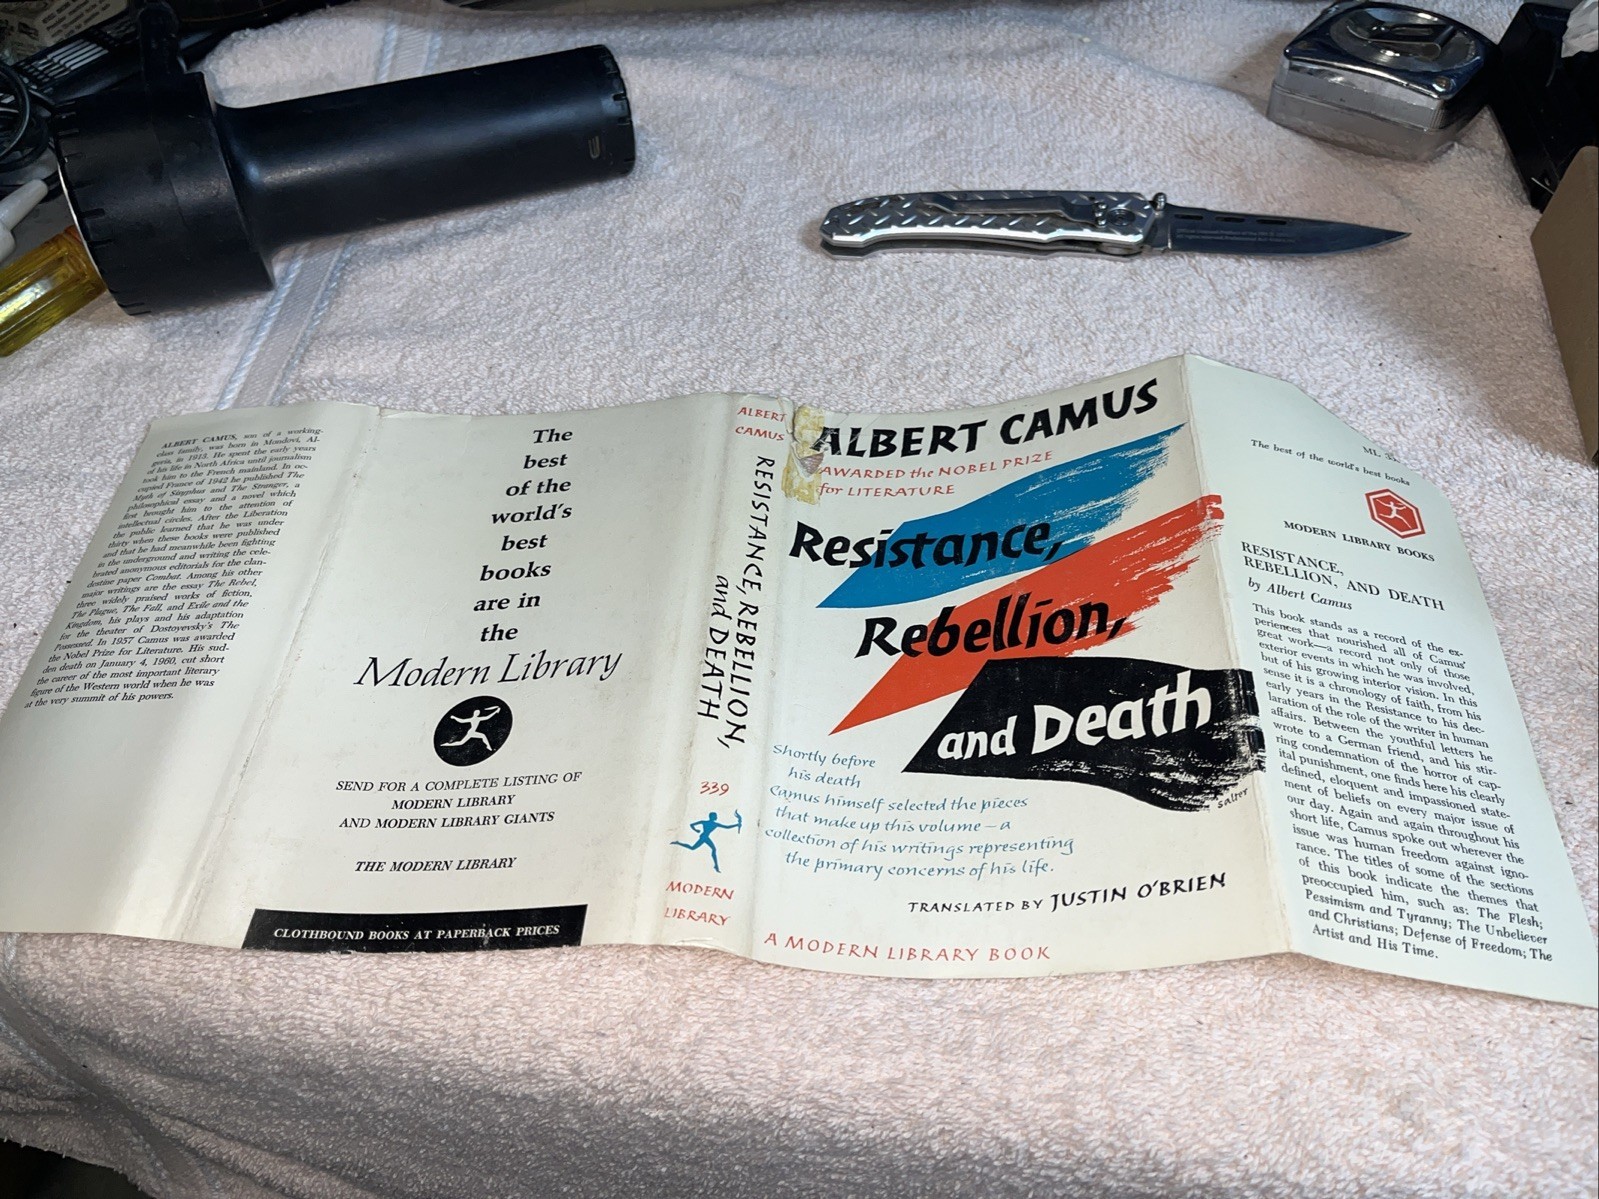 ALBERT CAMUS, son of a working-
class family, was born in Mondovi, Al-
geria, in 1913. He spent the early years
of his life in North Africa until journalism
took him to the French mainland. In oc-
cupied France of 1942 he published The
Myth of Sisyphus and The Stranger, a
philosophical essay and a novel which
first brought him to the attention of
intellectual circles. After the Liberation
the public learned that he was under
thirty when these books were published
and that he had meanwhile been fighting
in the underground and writing the cele-
brated anonymous editorials for the clan-
destine paper Combat. Among his other
major writings are the essay The Rebel,
three widely praised works of fiction,
The Plague, The Fall, and Exile and the
Kingdom, his plays and his adaptation
for the theater of Dostoyevsky's The
Possessed. In 1957 Camus was awarded
the Nobel Prize for Literature. His sud-
den death on January 4, 1960, cut short
the career of the most important literary
figure of the Western world when he was
at the very summit of his powers.
The
best
of the
world's
best
books
are in
the
Modern Library
SEND FOR A COMPLETE LISTING OF
MODERN LIBRARY
AND MODERN LIBRARY GIANTS
THE MODERN LIBRARY
CLOTHBOUND BOOKS AT PAPERBACK PRICES
ALBERT
CAMUS
RESISTANCE, REBELLION,
and DEATH
339
MODERN
LIBRARY
ALBERT CAMUS
AWARDED the NOBEL PRIZE
for LITERATURE
Resistance,
Rebellion,
and Death
salter
Shortly before
his death
Camus himself selected the pieces
that make up this volume – a
collection of his writings representing
the primary concerns of his life.
TRANSLATED BY JUSTIN O'BRIEN
A MODERN LIBRARY BOOK
ML
The best of the world's best books
MODERN LIBRARY BOOKS
RESISTANCE,
REBELLION, AND DEATH
by Albert Camus
This book stands as a record of the ex-
periences that nourished all of Camus'
great work—a record not only of those
exterior events in which he was involved,
but of his growing interior vision. In this
sense it is a chronology of faith, from his
early years in the Resistance to his dec-
laration of the role of the writer in human
affairs. Between the youthful letters he
wrote to a German friend, and his stir-
ring condemnation of the horror of cap-
ital punishment, one finds here his clearly
defined, eloquent and impassioned state-
ment of beliefs on every major issue of
our day. Again and again throughout his
short life, Camus spoke out wherever the
issue was human freedom against igno-
rance. The titles of some of the sections
of this book indicate the themes that
preoccupied him, such as: The Flesh;
Pessimism and Tyranny; The Unbeliever
and Christians; Defense of Freedom; The
Artist and His Time.